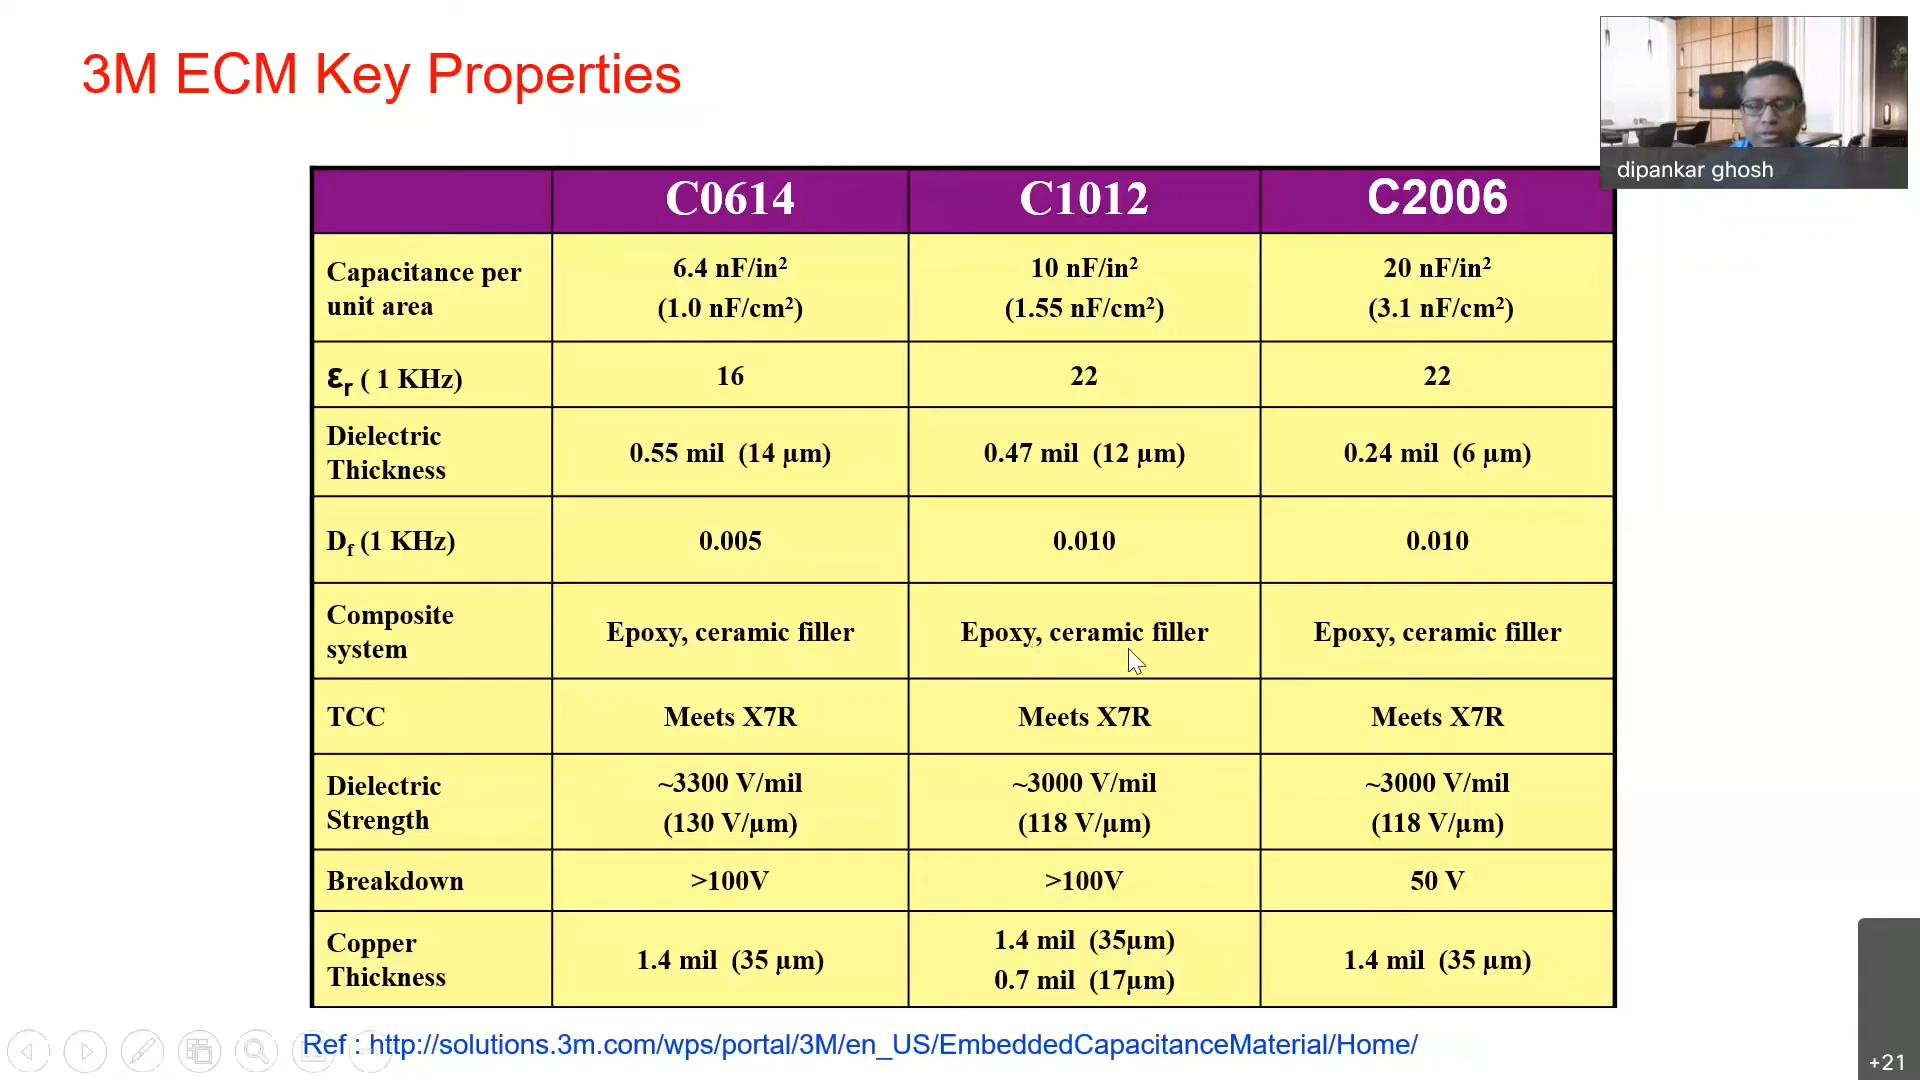 3M ECM Key Properties
dipankar ghosh
C0614 C1012 C2006
Capacitance per
unit area
6.4 nF/in²
(1.0 nF/cm²)
10 nF/in²
(1.55 nF/cm²)
20 nF/in²
(3.1 nF/cm²)
εr ( 1 KHz) 16 22 22
Dielectric
Thickness
0.55 mil (14 µm) 0.47 mil (12 µm) 0.24 mil (6 µm)
Df (1 KHz) 0.005 0.010 0.010
Composite
system
Epoxy, ceramic filler Epoxy, ceramic filler Epoxy, ceramic filler
TCC Meets X7R Meets X7R Meets X7R
Dielectric
Strength
~3300 V/mil
(130 V/µm)
~3000 V/mil
(118 V/µm)
~3000 V/mil
(118 V/µm)
Breakdown >100V >100V 50 V
Copper
Thickness
1.4 mil (35 µm)
1.4 mil (35µm)
0.7 mil (17µm)
1.4 mil (35 µm)
Ref : http://solutions.3m.com/wps/portal/3M/en_US/EmbeddedCapacitanceMaterial/Home/
+21